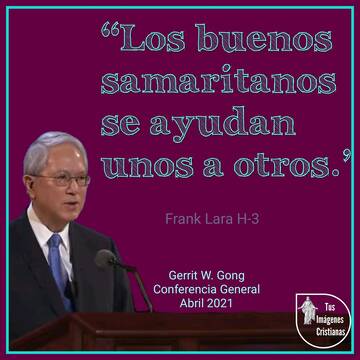 “Los buenos
samaritanos
se ayudan
unos a otros.”
Frank Lara H-3
Gerrit W. Gong
Conferencia General
Abril 2021
Tus
Imágenes
Cristianas